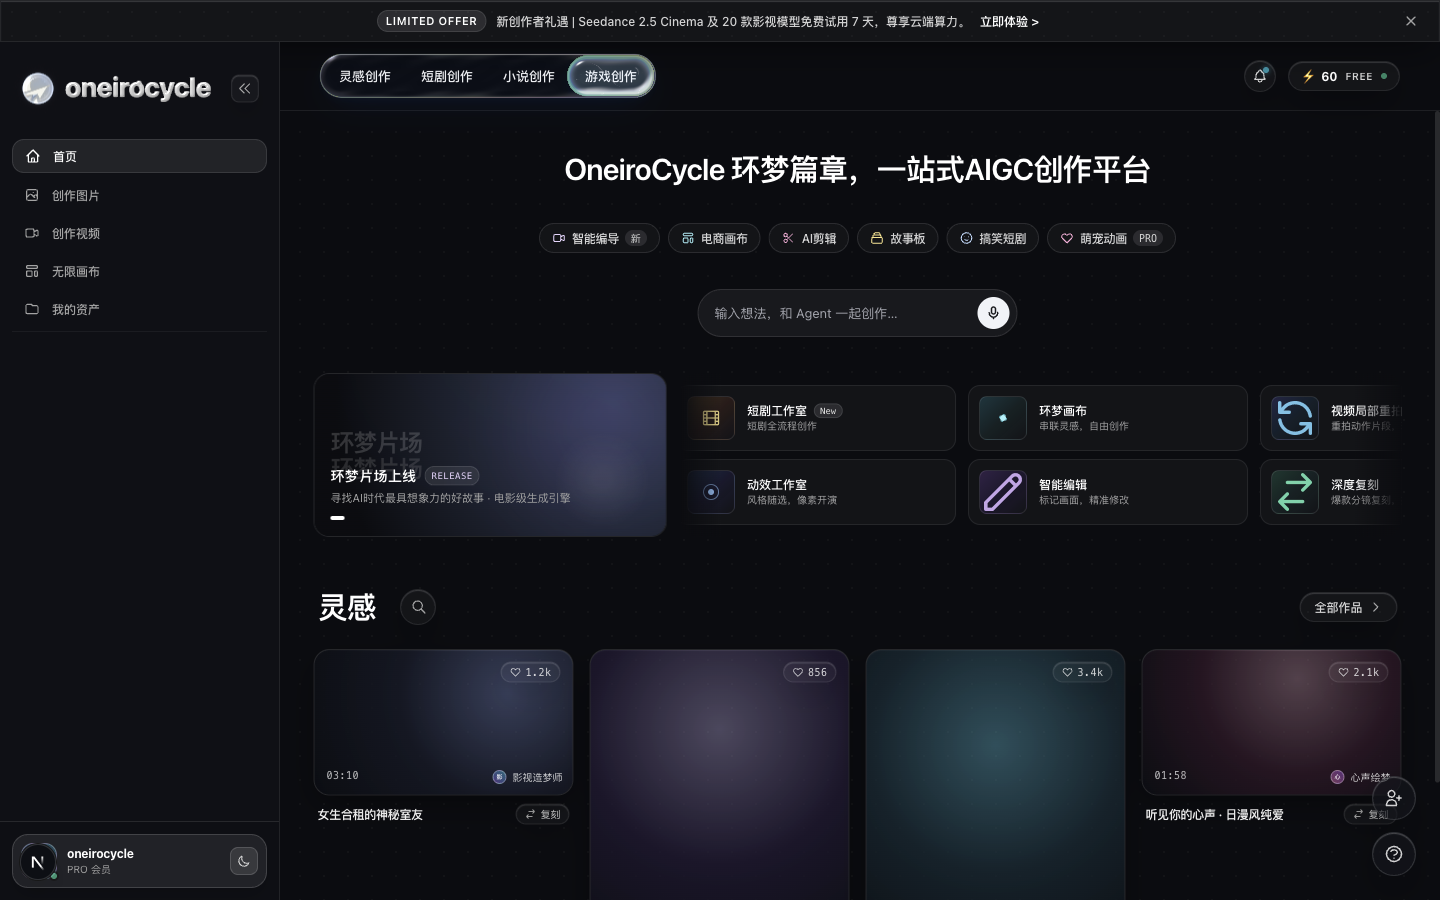 LIMITED OFFER 新创作者礼遇 | Seedance 2.5 Cinema 及 20 款影视模型免费试用 7 天，尊享云端算力。 立即体验 >
oneirocycle
灵感创作 短剧创作 小说创作 游戏创作
60 FREE
首页
创作图片
创作视频
无限画布
我的资产
OneiroCycle 环梦篇章，一站式AIGC创作平台
智能编导 新 电商画布 AI剪辑 故事板 搞笑短剧 萌宠动画 PRO
输入想法，和 Agent 一起创作...
环梦片场
环梦片场
环梦片场上线 RELEASE
寻找AI时代最具想象力的好故事 · 电影级生成引擎
短剧工作室 New
短剧全流程创作
环梦画布
串联灵感，自由创作
视频局部重拍
重拍动作片段,
动效工作室
风格随选，像素开演
智能编辑
标记画面，精准修改
深度复刻
爆款分镜复刻,
灵感
全部作品
1.2k
03:10
影 影视造梦师
女生合租的神秘室友
复刻
856
3.4k
2.1k
01:58
心声绘梦
听见你的心声 · 日漫风纯爱
复刻
N
oneirocycle
PRO 会员